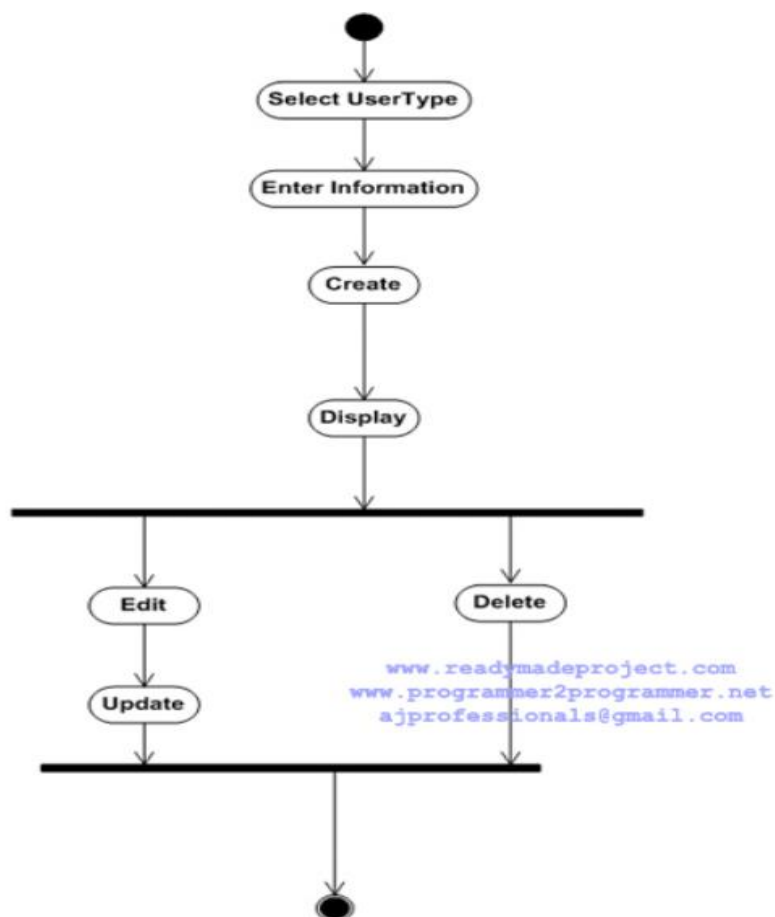 Select UserType
Enter Information
Create
Display
Edit
Delete
www.readymadeproject.com
www.programmer2programmer.net
Update
ajprofessionals@gmail.com